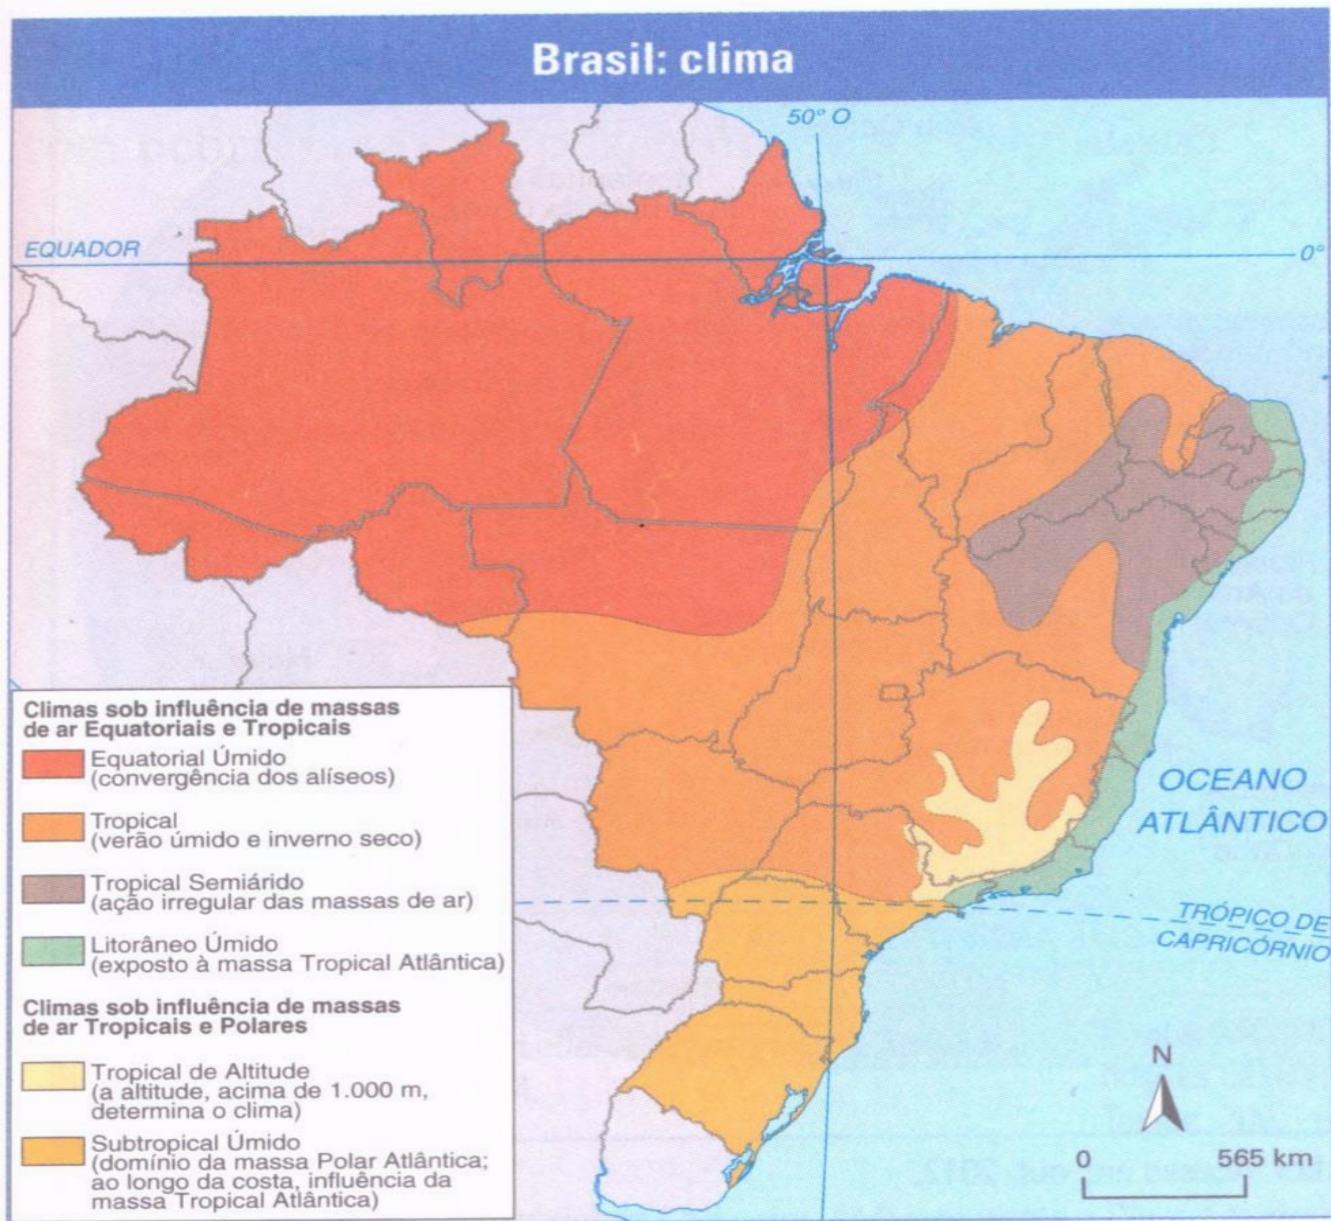 Brasil: clima
50° O
EQUADOR
0°
OCEANO
ATLÂNTICO
TRÓPICO DE
CAPRICÓRNIO
Climas sob influência de massas
de ar Equatoriais e Tropicais
Equatorial Úmido
(convergência dos alíseos)
Tropical
(verão úmido e inverno seco)
Tropical Semiárido
(ação irregular das massas de ar)
Litorâneo Úmido
(exposto à massa Tropical Atlântica)
Climas sob influência de massas
de ar Tropicais e Polares
Tropical de Altitude
(a altitude, acima de 1.000 m,
determina o clima)
Subtropical Úmido
(domínio da massa Polar Atlântica;
ao longo da costa, influência da
massa Tropical Atlântica)
N
0 565 km